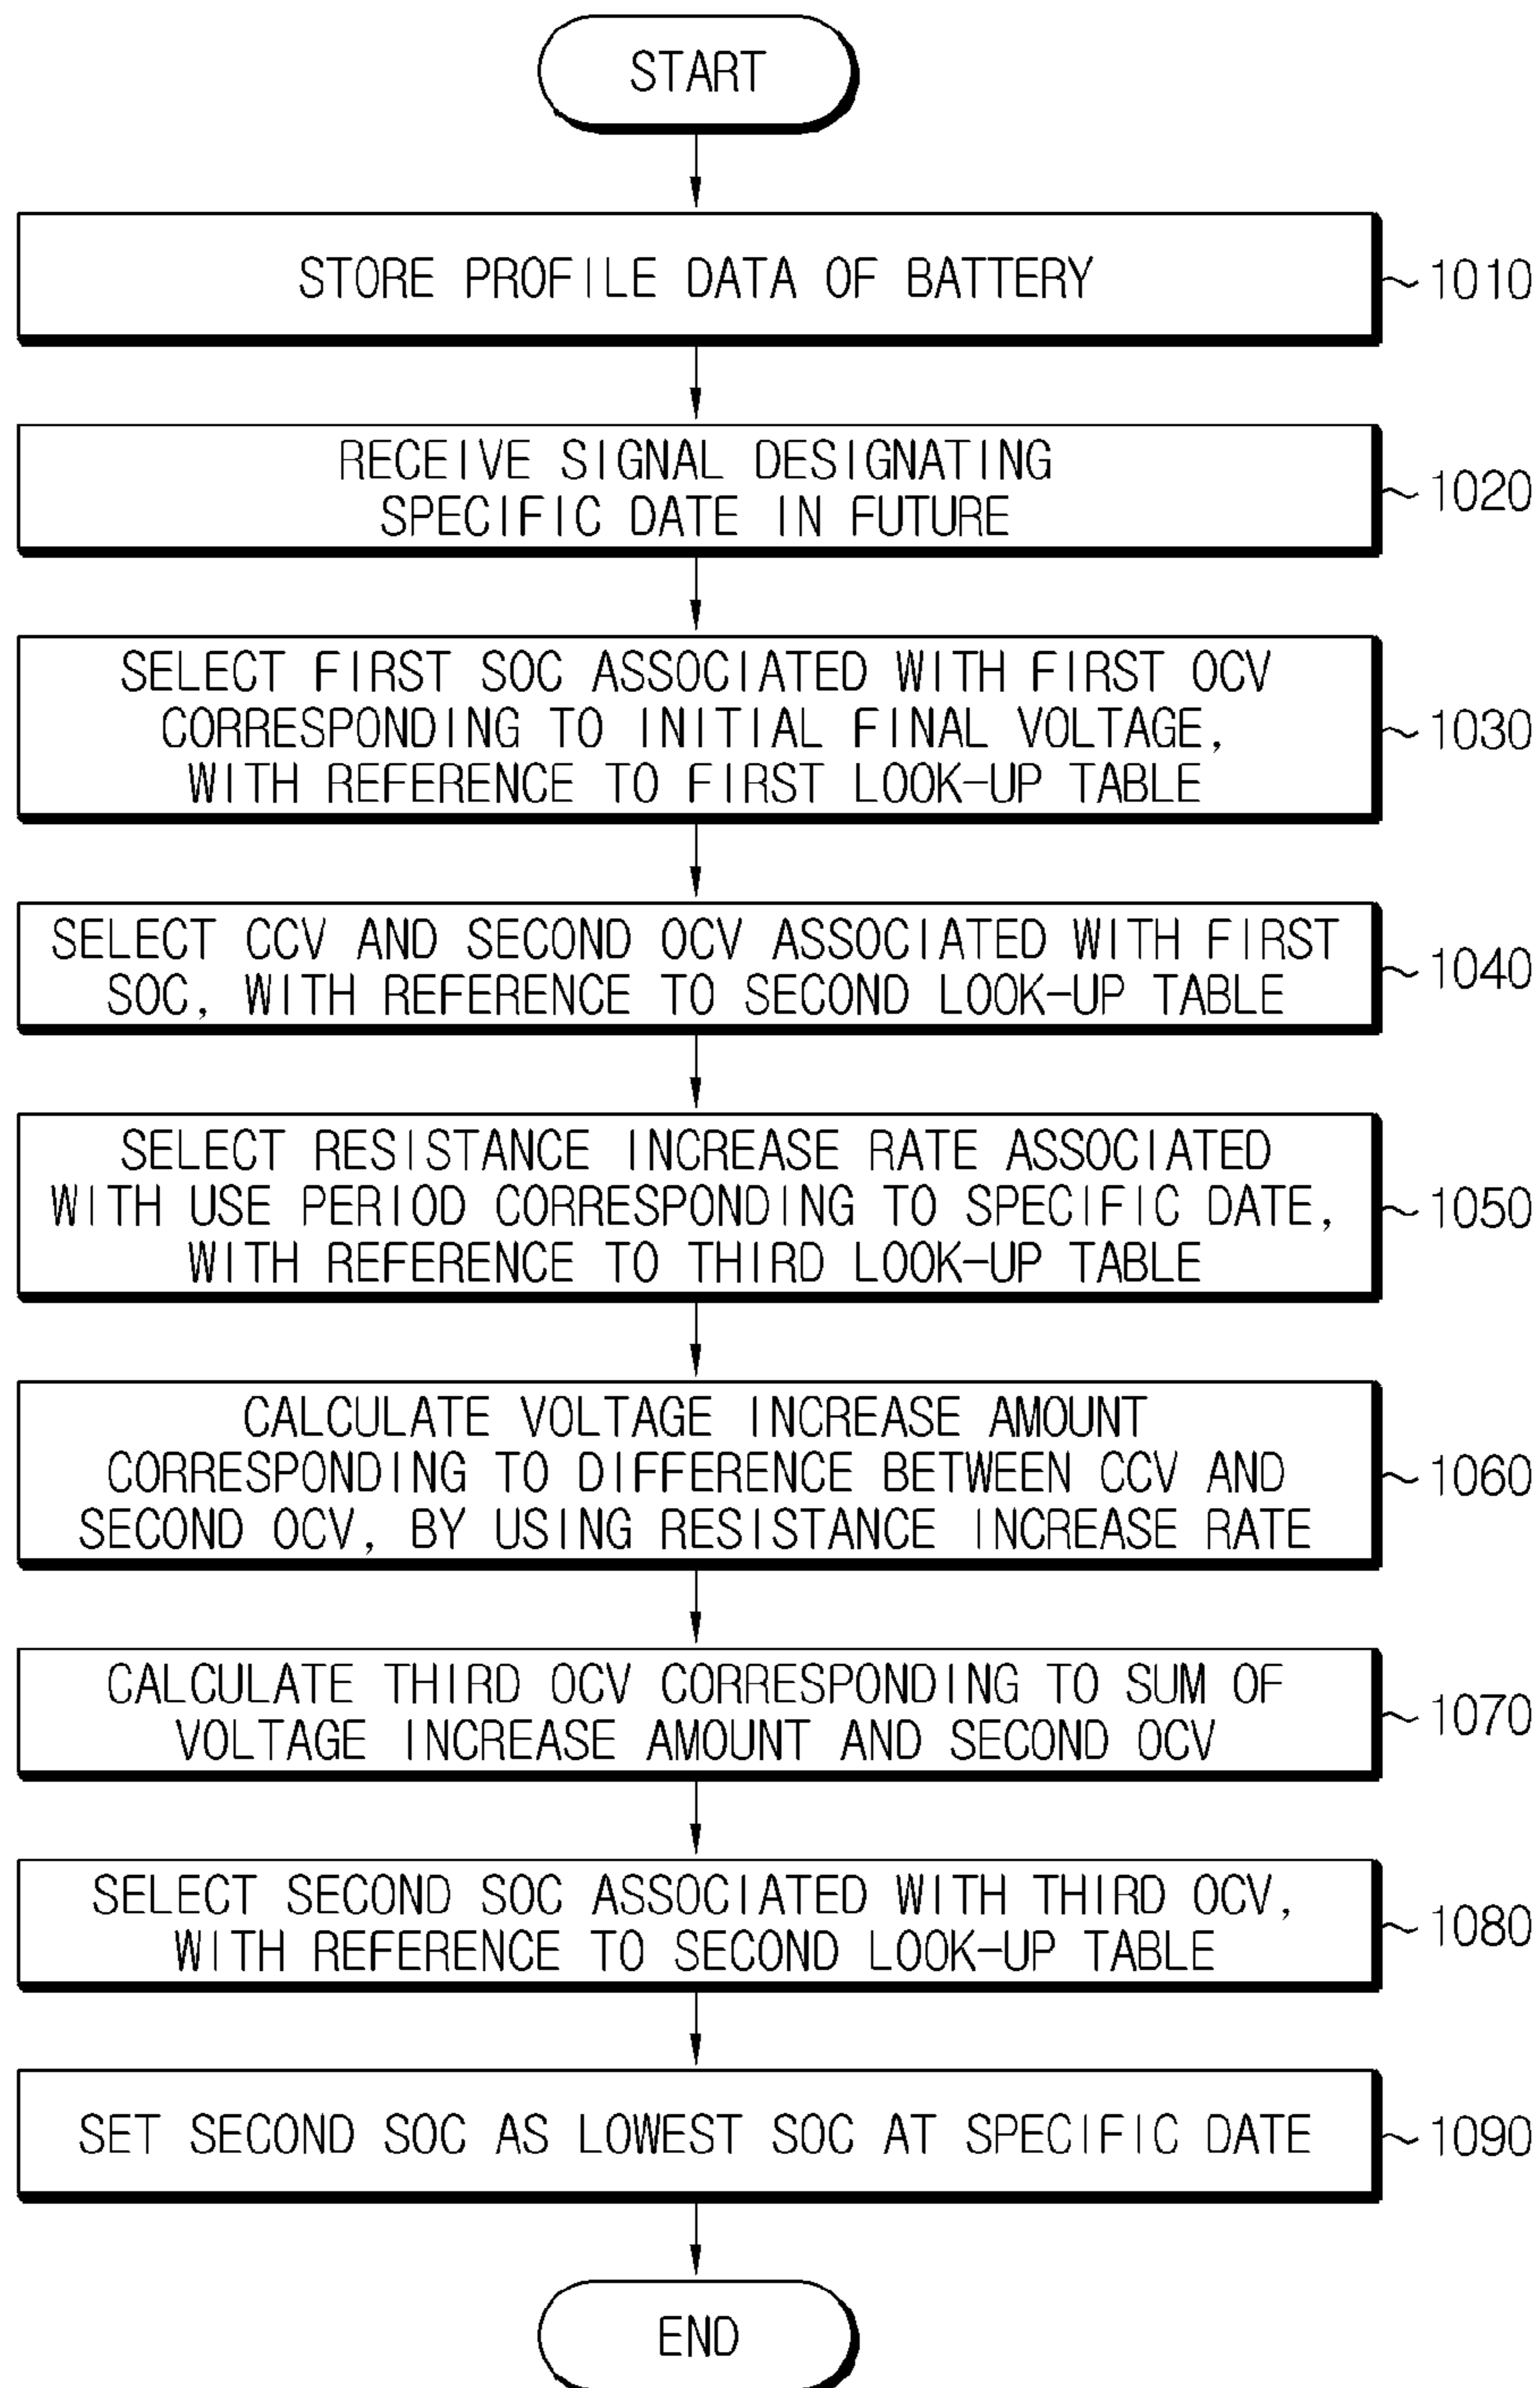 START
STORE PROFILE DATA OF BATTERY
1010
RECEIVE SIGNAL DESIGNATING
SPECIFIC DATE IN FUTURE
1020
SELECT FIRST SOC ASSOCIATED WITH FIRST OCV
CORRESPONDING TO INITIAL FINAL VOLTAGE,
WITH REFERENCE TO FIRST LOOK-UP TABLE
1030
SELECT CCV AND SECOND OCV ASSOCIATED WITH FIRST
SOC, WITH REFERENCE TO SECOND LOOK-UP TABLE
1040
SELECT RESISTANCE INCREASE RATE ASSOCIATED
WITH USE PERIOD CORRESPONDING TO SPECIFIC DATE,
WITH REFERENCE TO THIRD LOOK-UP TABLE
1050
CALCULATE VOLTAGE INCREASE AMOUNT
CORRESPONDING TO DIFFERENCE BETWEEN CCV AND
SECOND OCV, BY USING RESISTANCE INCREASE RATE
1060
CALCULATE THIRD OCV CORRESPONDING TO SUM OF
VOLTAGE INCREASE AMOUNT AND SECOND OCV
1070
SELECT SECOND SOC ASSOCIATED WITH THIRD OCV,
WITH REFERENCE TO SECOND LOOK-UP TABLE
1080
SET SECOND SOC AS LOWEST SOC AT SPECIFIC DATE
1090
END